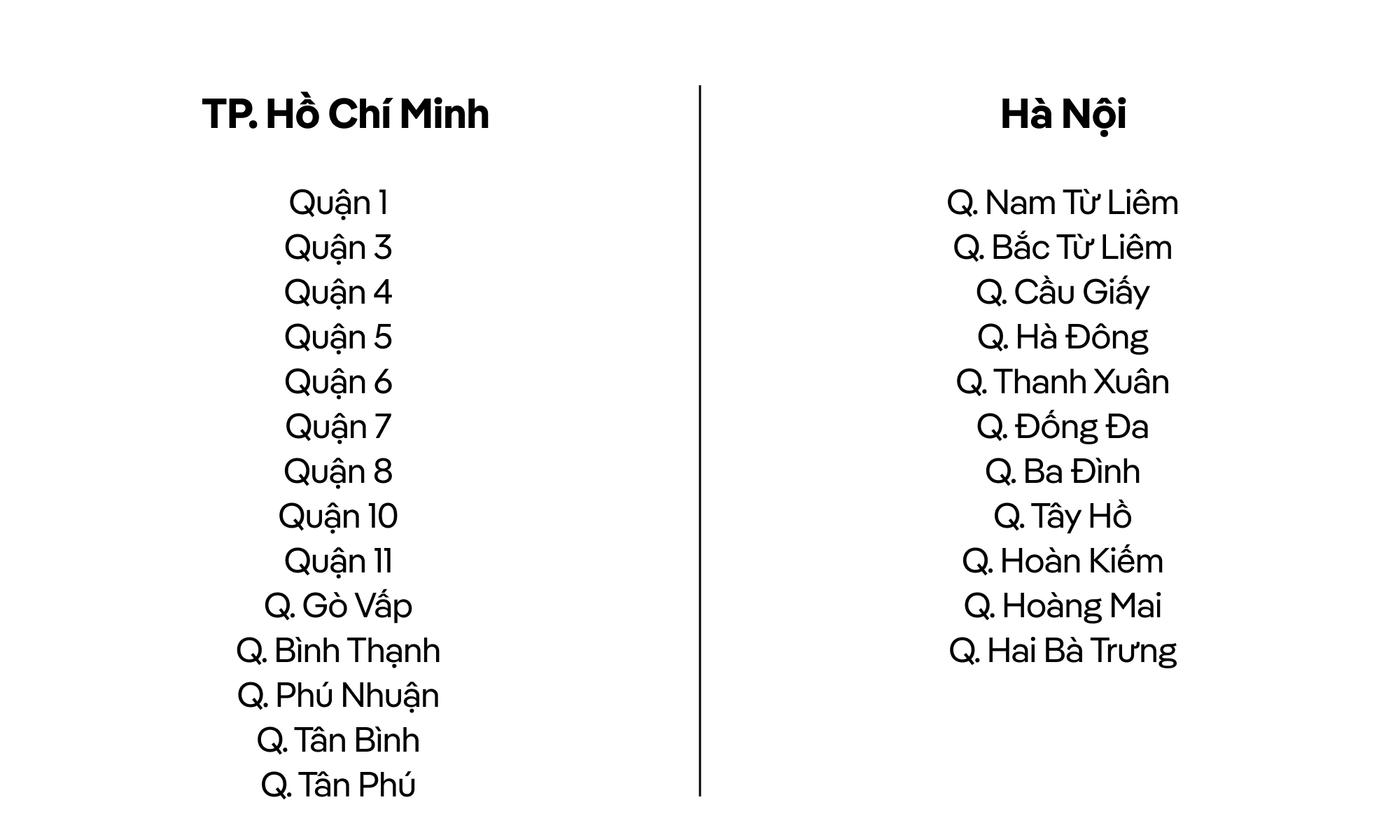 TP. Hồ Chí Minh
Quận 1
Quận 3
Quận 4
Quận 5
Quận 6
Quận 7
Quận 8
Quận 10
Quận 11
Q. Gò Vấp
Q. Bình Thạnh
Q. Phú Nhuận
Q. Tân Bình
Q. Tân Phú
Hà Nội
Q. Nam Từ Liêm
Q. Bắc Từ Liêm
Q. Cầu Giấy
Q. Hà Đông
Q. Thanh Xuân
Q. Đống Đa
Q. Ba Đình
Q. Tây Hồ
Q. Hoàn Kiếm
Q. Hoàng Mai
Q. Hai Bà Trưng